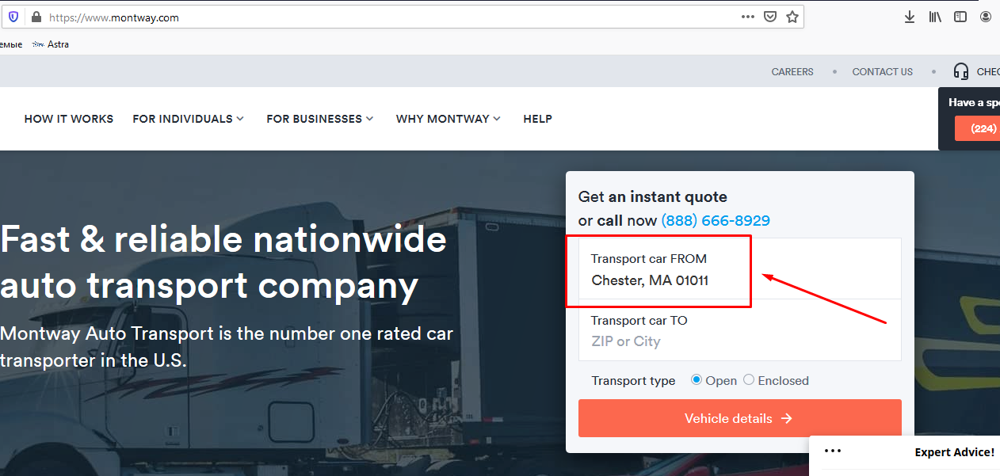 https://www.montway.com
емые Astra
CAREERS • CONTACT US •
HOW IT WORKS FOR INDIVIDUALS FOR BUSINESSES WHY MONTWAY HELP
Have a
(224)
Get an instant quote
or call now (888) 666-8929
Fast & reliable nationwide
auto transport company
Montway Auto Transport is the number one rated car
transporter in the U.S.
Transport car FROM
Chester, MA 01011
Transport car TO
ZIP or City
Transport type Open Enclosed
Vehicle details →
Expert Advice!